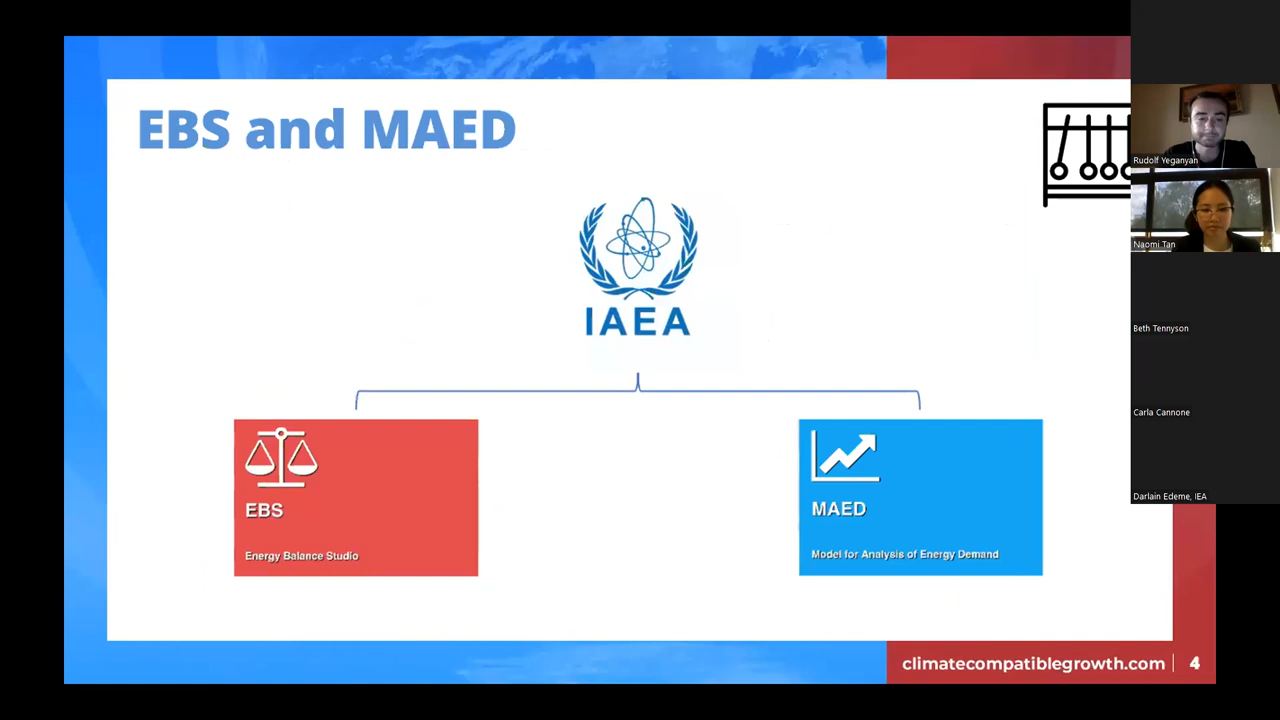 EBS and MAED
IAEA
EBS
Energy Balance Studio
MAED
Model for Analysis of Energy Demand
climatecompatiblegrowth.com
4
Rudolf Yeganyan
Naomi Tan
Beth Tennyson
Carla Cannone
Darlain Edeme, IEA